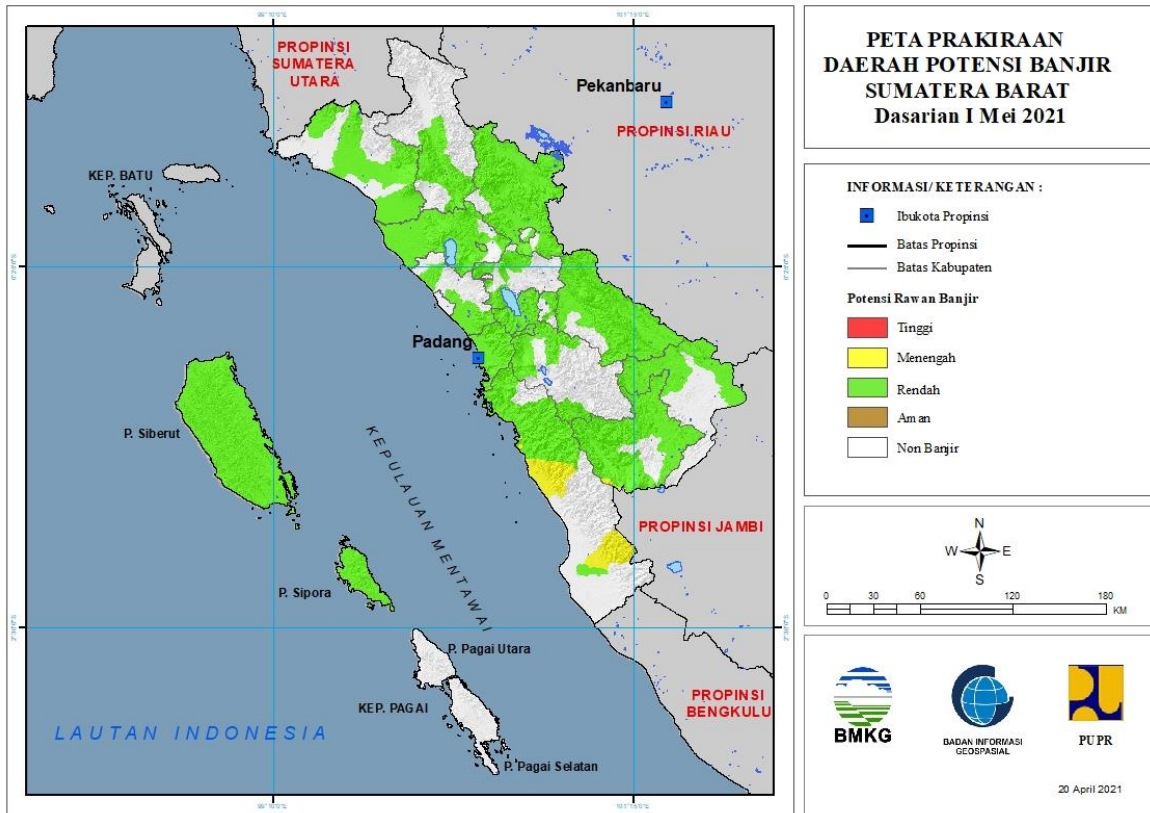 PETA PRAKIRAAN
DAERAH POTENSI BANJIR
SUMATERA BARAT
Dasarian I Mei 2021
INFORMASI/ KETERANGAN :
Ibukota Propinsi
Batas Propinsi
Batas Kabupaten
Potensi Rawan Banjir
Tinggi
Menengah
Rendah
Aman
Non Banjir
N
W
E
S
0
30
60
120
180
KM
BMKG
BADAN INFORMASI
GEOSPASIAL
PUPR
20 April 2021
PROPINSI
SUMATERA
UTARA
Pekanbaru
PROPINSI RIAU
KEP. BATU
Padang
P. Siberut
KEPULAUAN MENTAWAI
PROPINSI JAMBI
P. Sipora
P. Pagai Utara
KEP. PAGAI
PROPINSI
BENGKULU
LAUTAN INDONESIA
P. Pagai Selatan